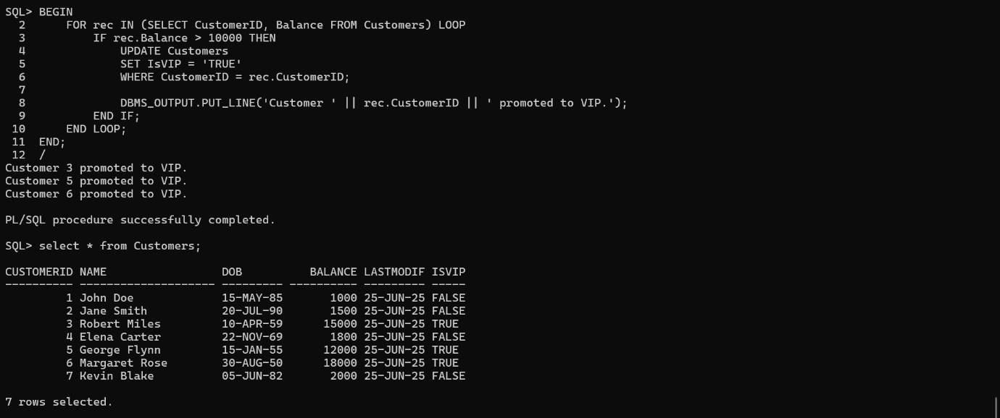 SQL> BEGIN
  2      FOR rec IN (SELECT CustomerID, Balance FROM Customers) LOOP
  3          IF rec.Balance > 10000 THEN
  4              UPDATE Customers
  5              SET IsVIP = 'TRUE'
  6              WHERE CustomerID = rec.CustomerID;
  7
  8              DBMS_OUTPUT.PUT_LINE('Customer ' || rec.CustomerID || ' promoted to VIP.');
  9          END IF;
 10      END LOOP;
 11  END;
 12  /
Customer 3 promoted to VIP.
Customer 5 promoted to VIP.
Customer 6 promoted to VIP.

PL/SQL procedure successfully completed.

SQL> select * from Customers;

CUSTOMERID NAME                 DOB          BALANCE LASTMODIF ISVIP
---------- -------------------- --------- ---------- --------- -----
         1 John Doe             15-MAY-85       1000 25-JUN-25 FALSE
         2 Jane Smith           20-JUL-90       1500 25-JUN-25 FALSE
         3 Robert Miles         10-APR-59      15000 25-JUN-25 TRUE
         4 Elena Carter         22-NOV-69       1800 25-JUN-25 FALSE
         5 George Flynn         15-JAN-55      12000 25-JUN-25 TRUE
         6 Margaret Rose        30-AUG-50      18000 25-JUN-25 TRUE
         7 Kevin Blake          05-JUN-82       2000 25-JUN-25 FALSE

7 rows selected.